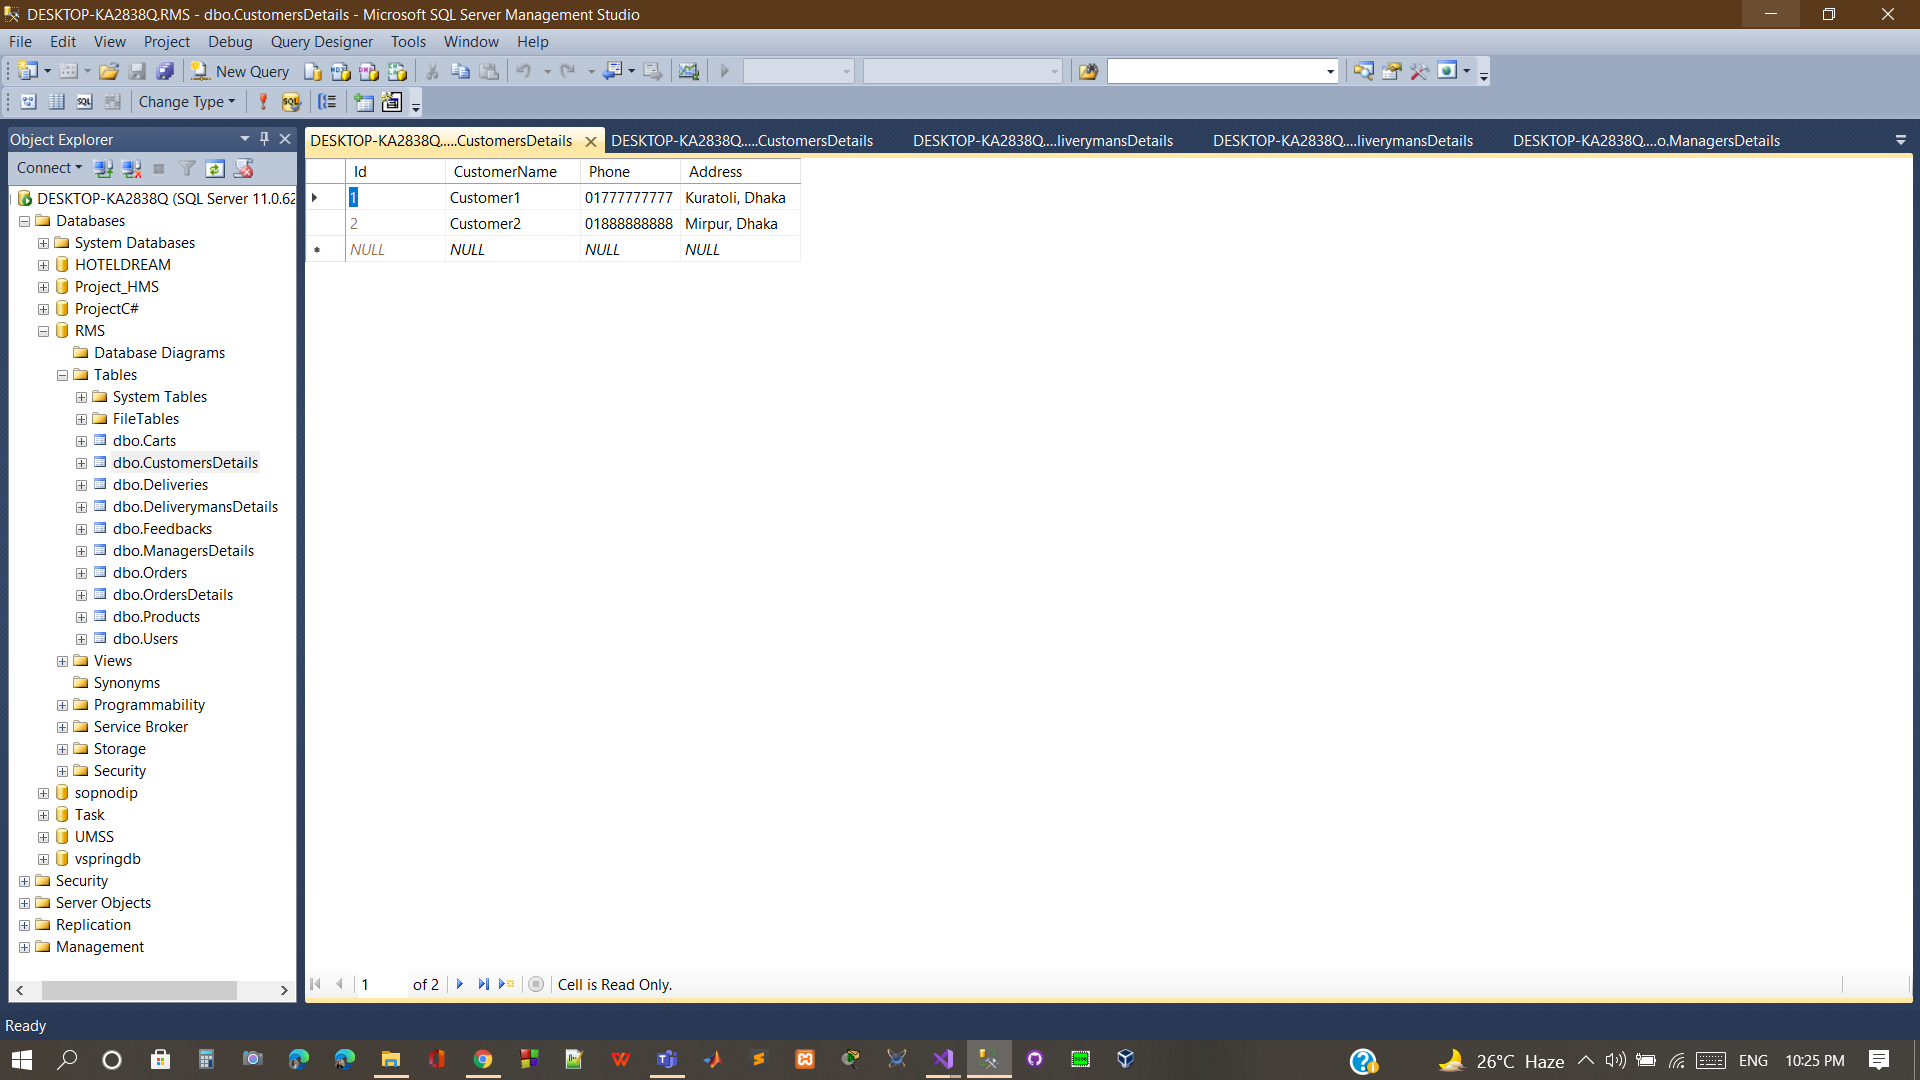 DESKTOP-KA2838Q.RMS - dbo.CustomersDetails - Microsoft SQL Server Management Studio
File Edit View Project Debug Query Designer Tools Window Help
New Query
Change Type
Object Explorer
Connect
DESKTOP-KA2838Q (SQL Server 11.0.62
Databases
System Databases
HOTELDREAM
Project_HMS
ProjectC#
RMS
Database Diagrams
Tables
System Tables
FileTables
dbo.Carts
dbo.CustomersDetails
dbo.Deliveries
dbo.DeliverymansDetails
dbo.Feedbacks
dbo.ManagersDetails
dbo.Orders
dbo.OrdersDetails
dbo.Products
dbo.Users
Views
Synonyms
Programmability
Service Broker
Storage
Security
sopnodip
Task
UMSS
vspringdb
Security
Server Objects
Replication
Management
DESKTOP-KA2838Q.....CustomersDetails DESKTOP-KA2838Q.....CustomersDetails DESKTOP-KA2838Q....liverymansDetails DESKTOP-KA2838Q....liverymansDetails DESKTOP-KA2838Q....o.ManagersDetails
Id CustomerName Phone Address
1 Customer1 01777777777 Kuratoli, Dhaka
2 Customer2 01888888888 Mirpur, Dhaka
NULL NULL NULL NULL
1 of 2 Cell is Read Only.
Ready
26°C Haze ENG 10:25 PM